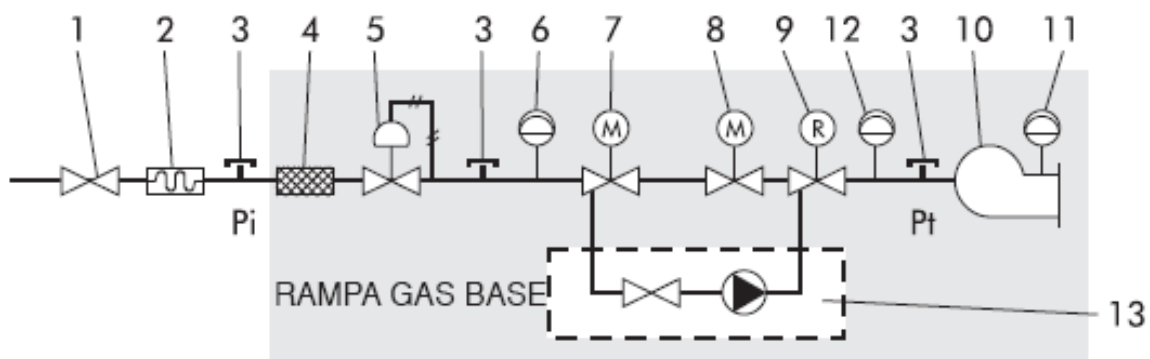 1 2 3 4 5 3 6 7 8 9 12 3 10 11
M M R
Pi Pt
RAMPA GAS BASE
13